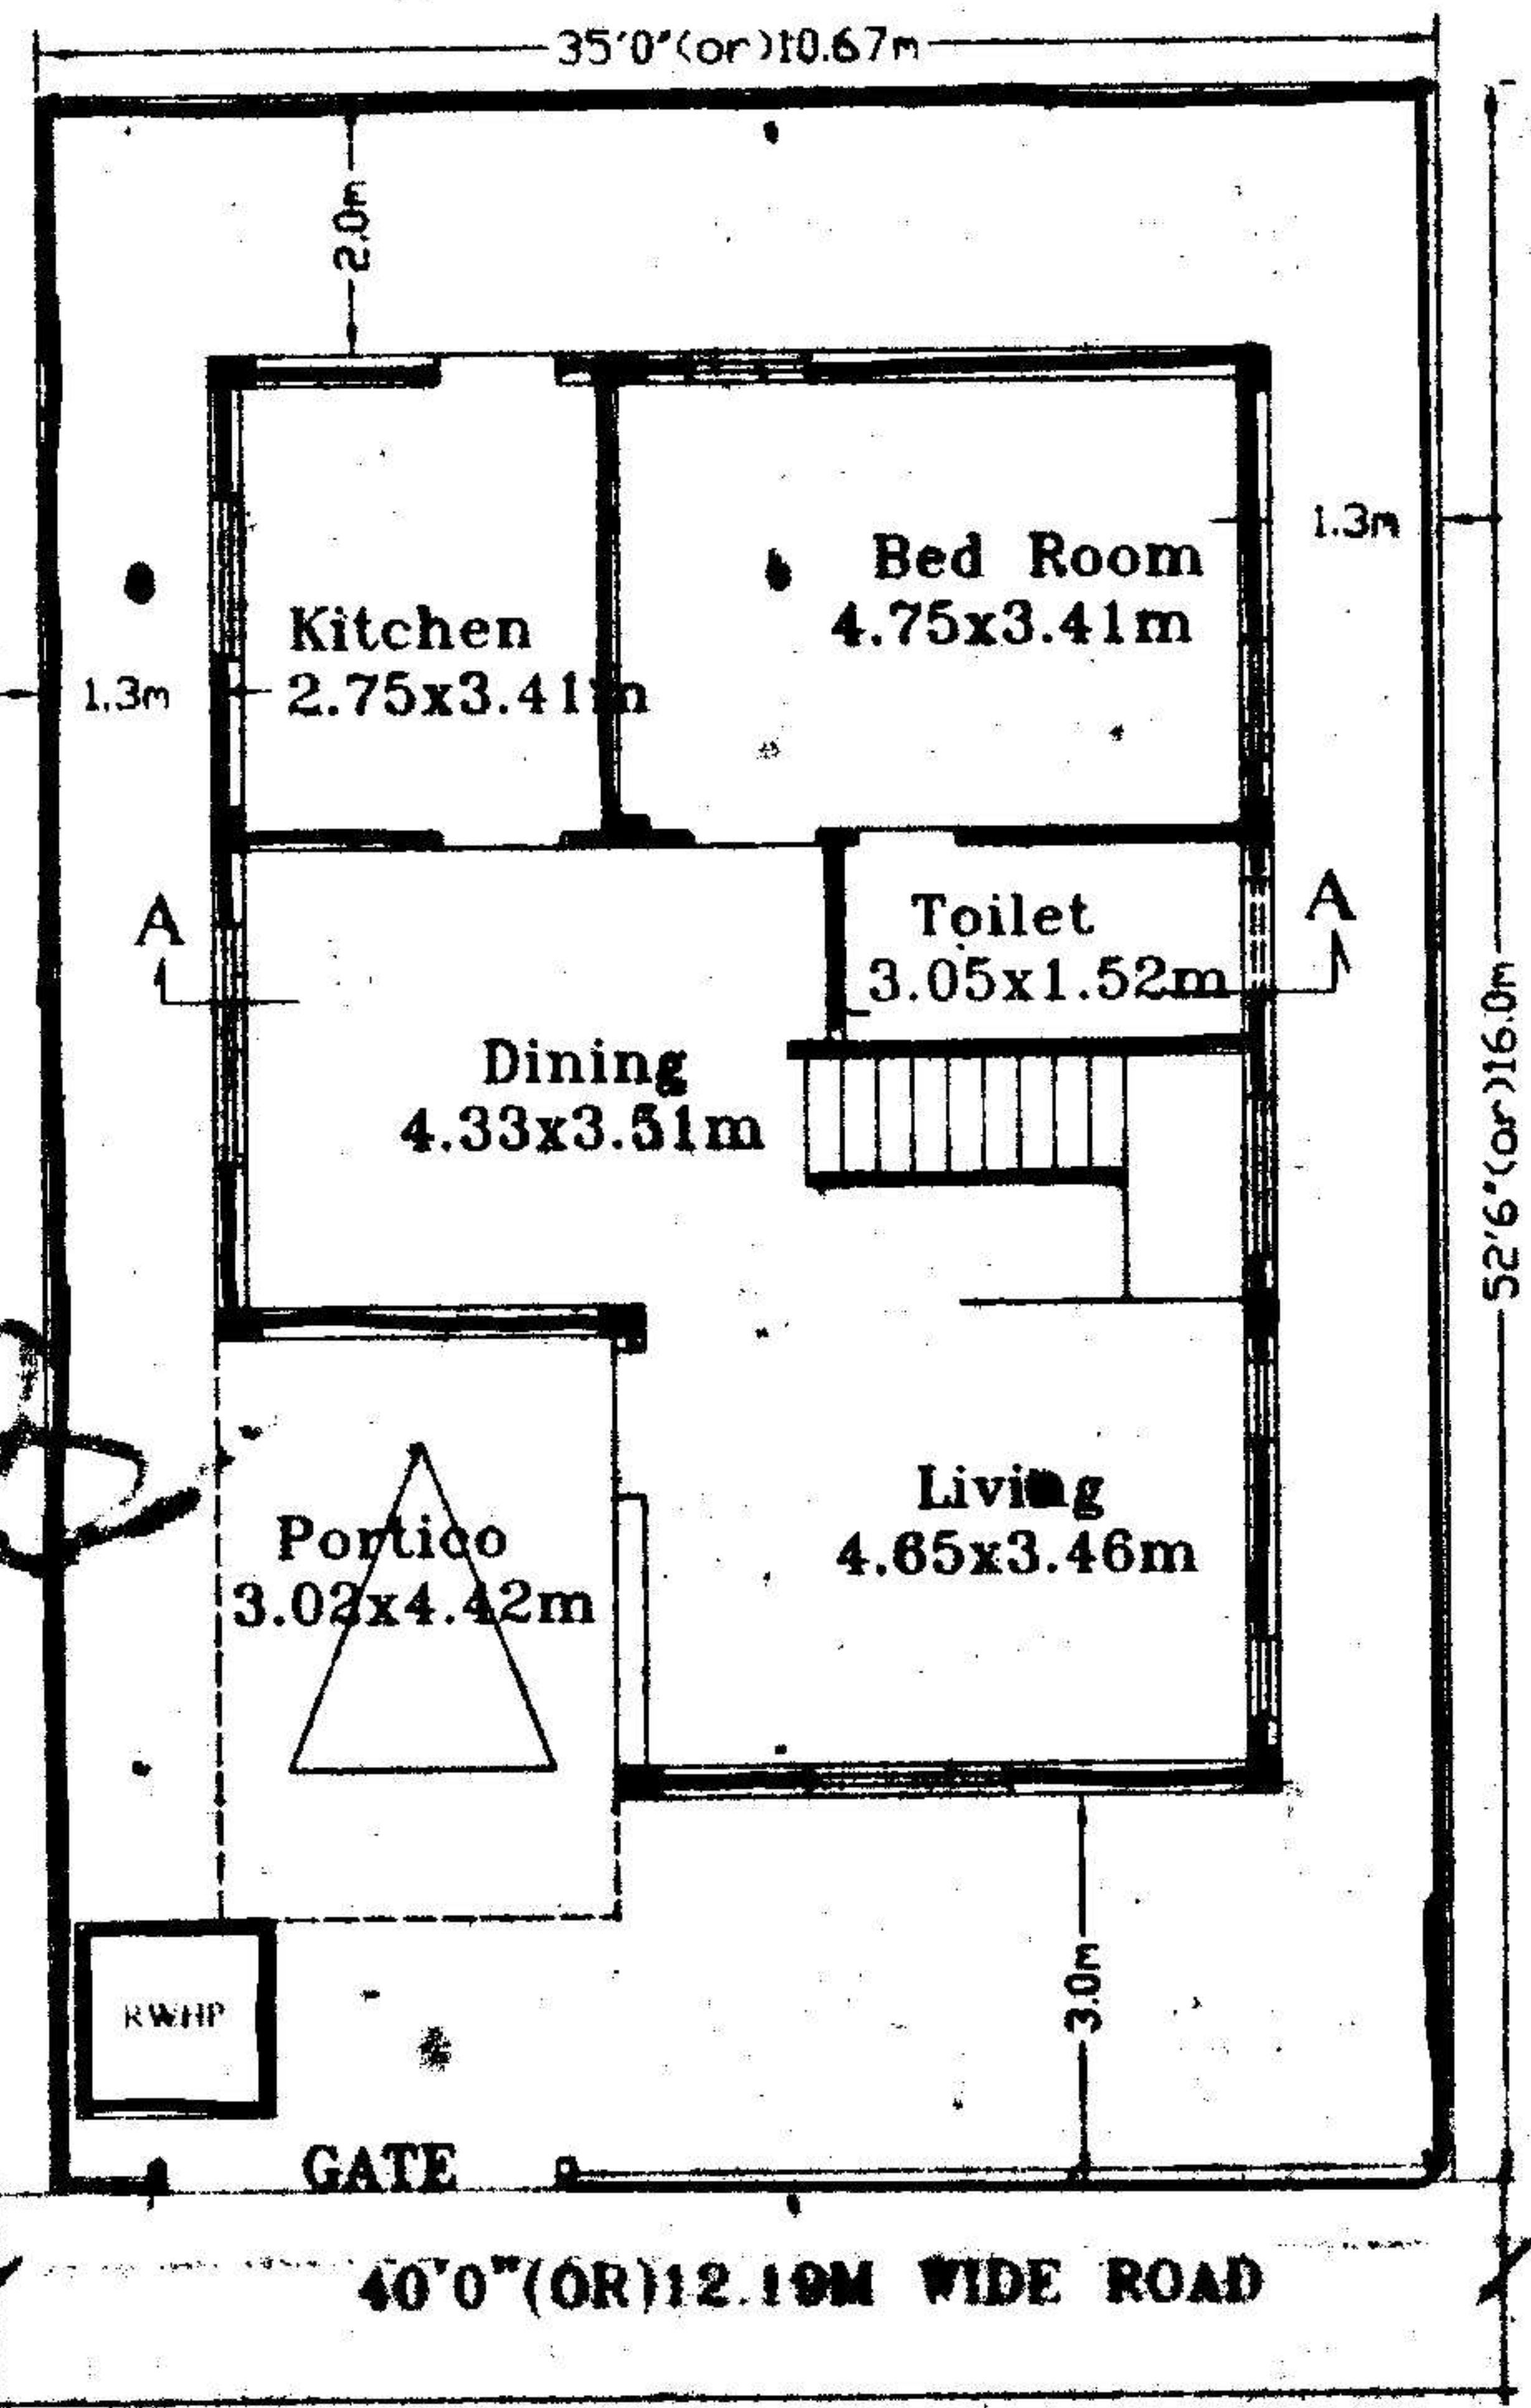 35'0"(or)10.67m
2.0m
1.3m
Bed Room
4.75x3.41m
Kitchen
2.75x3.41m
1.3m
A
A
Toilet
3.05x1.52m
52'6"(or)16.0m
Dining
4.33x3.51m
Living
4.65x3.46m
Portico
3.02x4.42m
3.0m
RWHP
GATE
40'0"(OR)12.19M WIDE ROAD